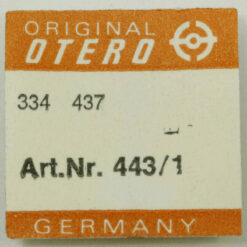 ORIGINAL
OTERO
334 437
Art.Nr. 443/1
GERMANY